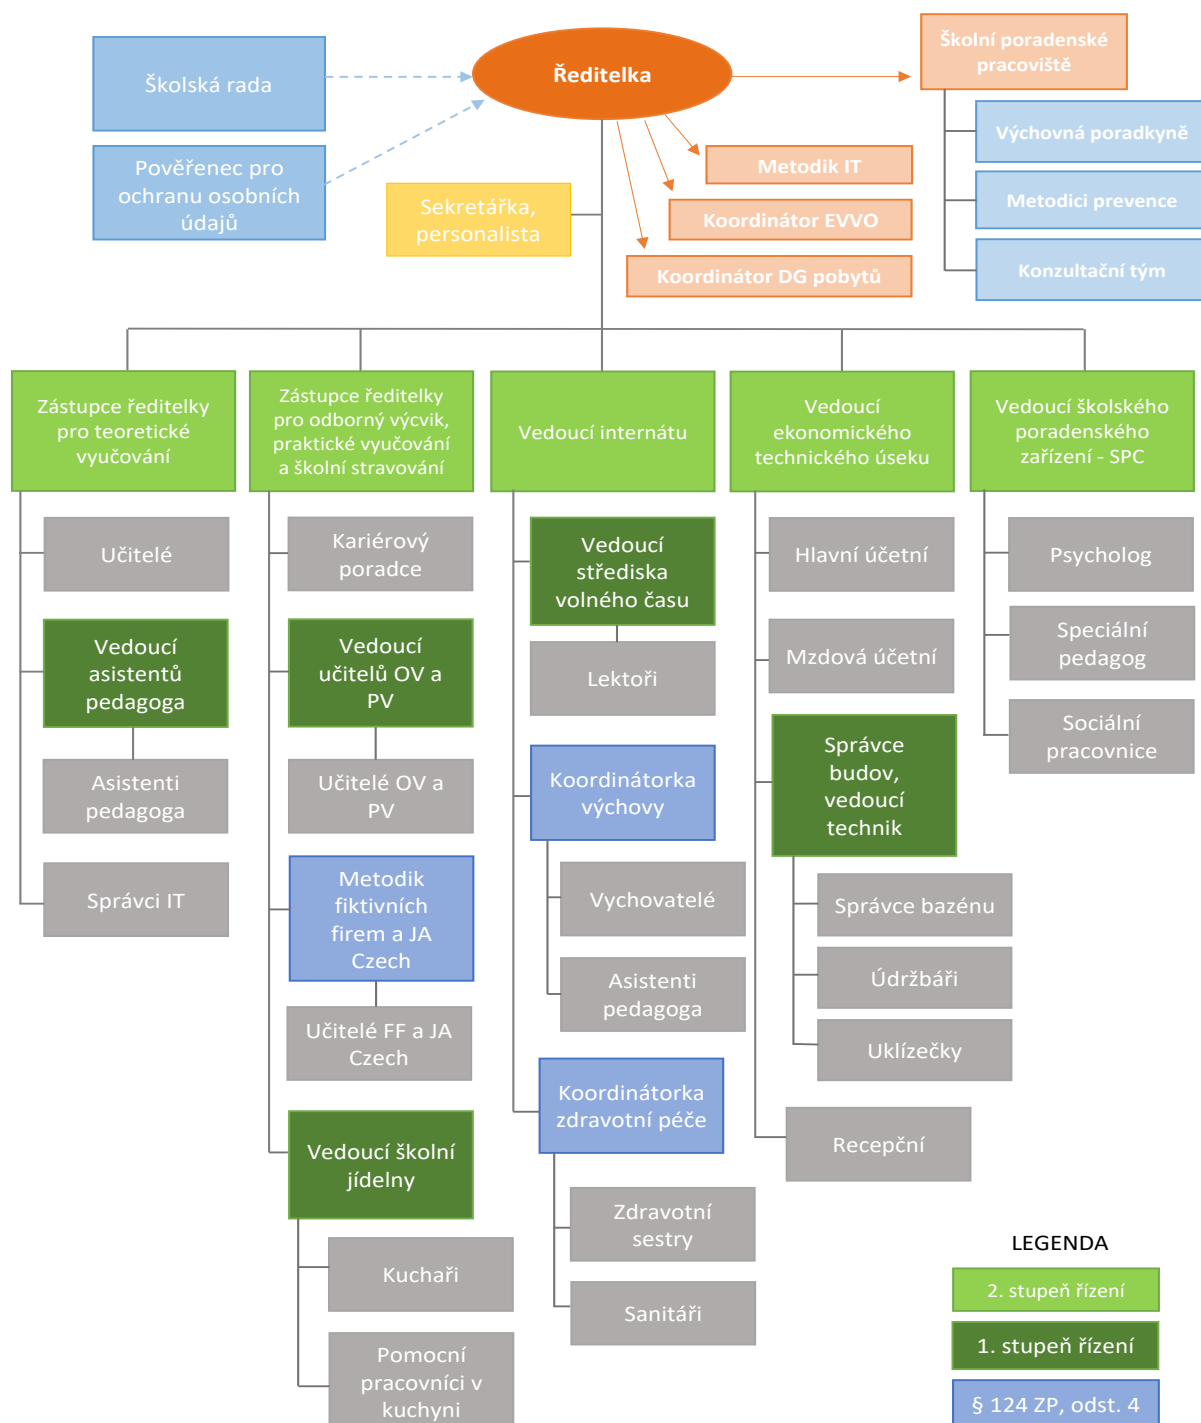 Školská rada
Ředitelka
Školní poradenské
pracoviště
Pověřenec pro
ochranu osobních
údajů
Sekretářka,
personalista
Metodik IT
Koordinátor EVVO
Koordinátor DG pobytů
Výchovná poradkyně
Metodici prevence
Konzultační tým
Zástupce ředitelky
pro teoretické
vyučování
Učitelé
Vedoucí
asistentů
pedagoga
Asistenti
pedagoga
Správci IT
Zástupce ředitelky
pro odborný výcvik,
praktické vyučování
a školní stravování
Kariérový
poradce
Vedoucí
učitelů OV a
PV
Učitelé OV a
PV
Metodik
fiktivních
firem a JA
Czech
Učitelé FF a JA
Czech
Vedoucí školní
jídelny
Kuchaři
Pomocní
pracovníci v
kuchyni
Vedoucí internátu
Vedoucí
střediska
volného času
Lektoři
Koordinátorka
výchovy
Vychovatelé
Asistenti
pedagoga
Koordinátorka
zdravotní péče
Zdravotní
sestry
Sanitáři
Vedoucí
ekonomického
technického úseku
Hlavní účetní
Mzdová účetní
Správce
budov,
vedoucí
technik
Správce bazénu
Údržbáři
Uklízečky
Recepční
Vedoucí školského
poradenského
zařízení - SPC
Psycholog
Speciální
pedagog
Sociální
pracovnice
LEGENDA
2. stupeň řízení
1. stupeň řízení
§ 124 ZP, odst. 4